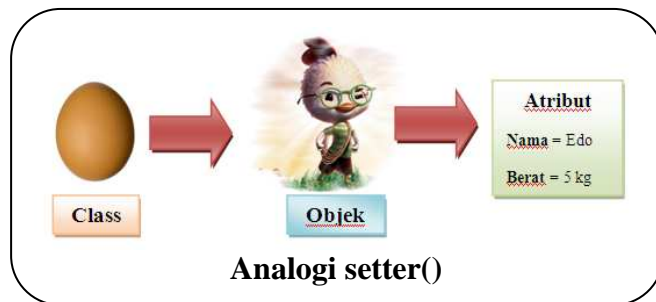 Class
Objek
Atribut
Nama = Edo
Berat = 5 kg
Analogi setter()